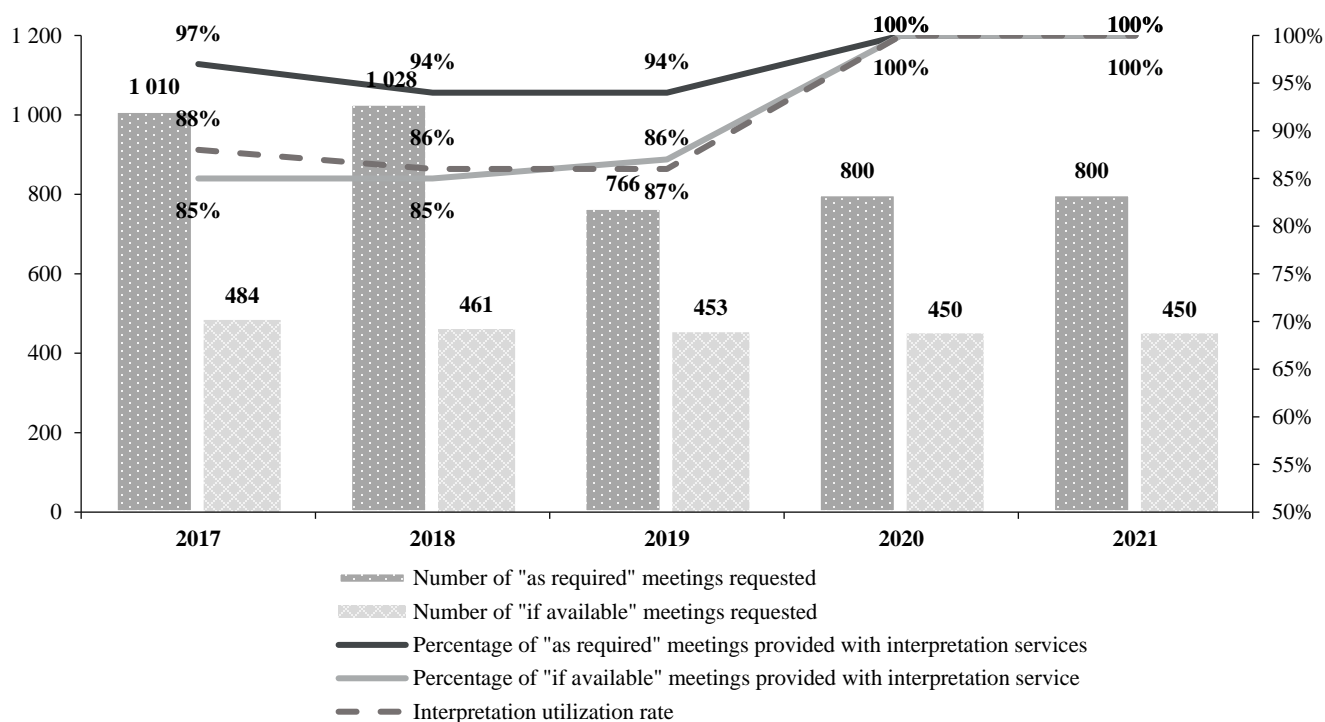 97% 94% 94% 100% 100%
1 200 100%
1 010 1 028 100% 100% 95%
1 000
88% 86% 86% 90%
800 766 800 800 85%
85% 85% 87%
80%
600 75%
484 461 453 450 450 70%
400
65%
200 60%
55%
0 50%
2017 2018 2019 2020 2021
Number of "as required" meetings requested
Number of "if available" meetings requested
Percentage of "as required" meetings provided with interpretation services
Percentage of "if available" meetings provided with interpretation service
Interpretation utilization rate